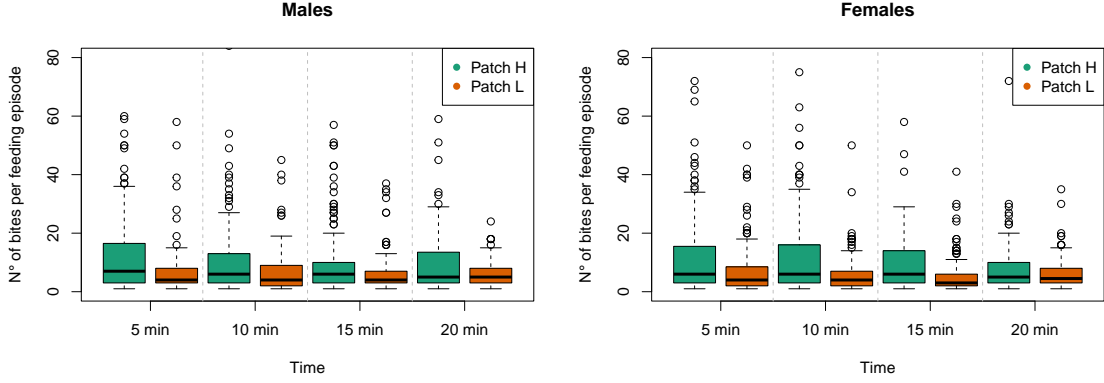 Males
N° of bites per feeding episode
80
60
40
20
0
Patch H
Patch L
5 min
10 min
15 min
20 min
Time
Females
N° of bites per feeding episode
80
60
40
20
0
Patch H
Patch L
5 min
10 min
15 min
20 min
Time